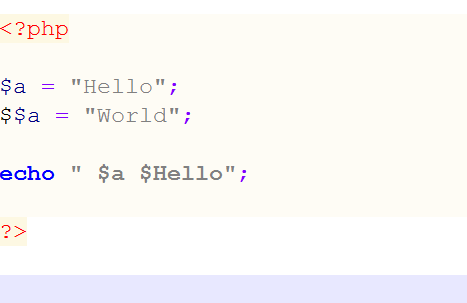 <?php
$a = "Hello";
$$a = "World";
echo " $a $Hello";
?>